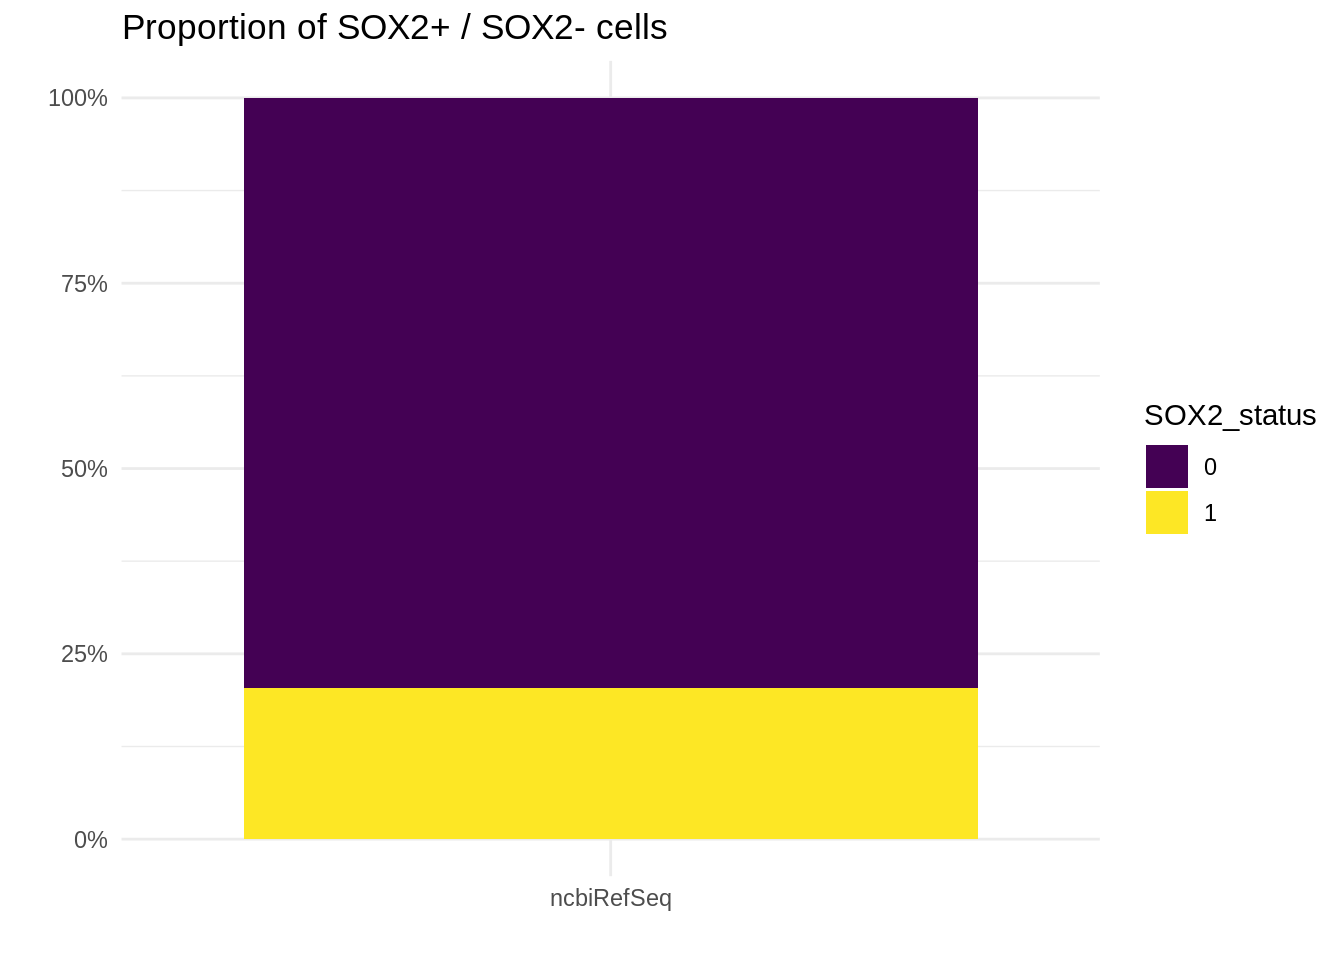 Proportion of SOX2+ / SOX2- cells
100%
75%
50%
25%
0%
ncbiRefSeq
SOX2_status
0
1